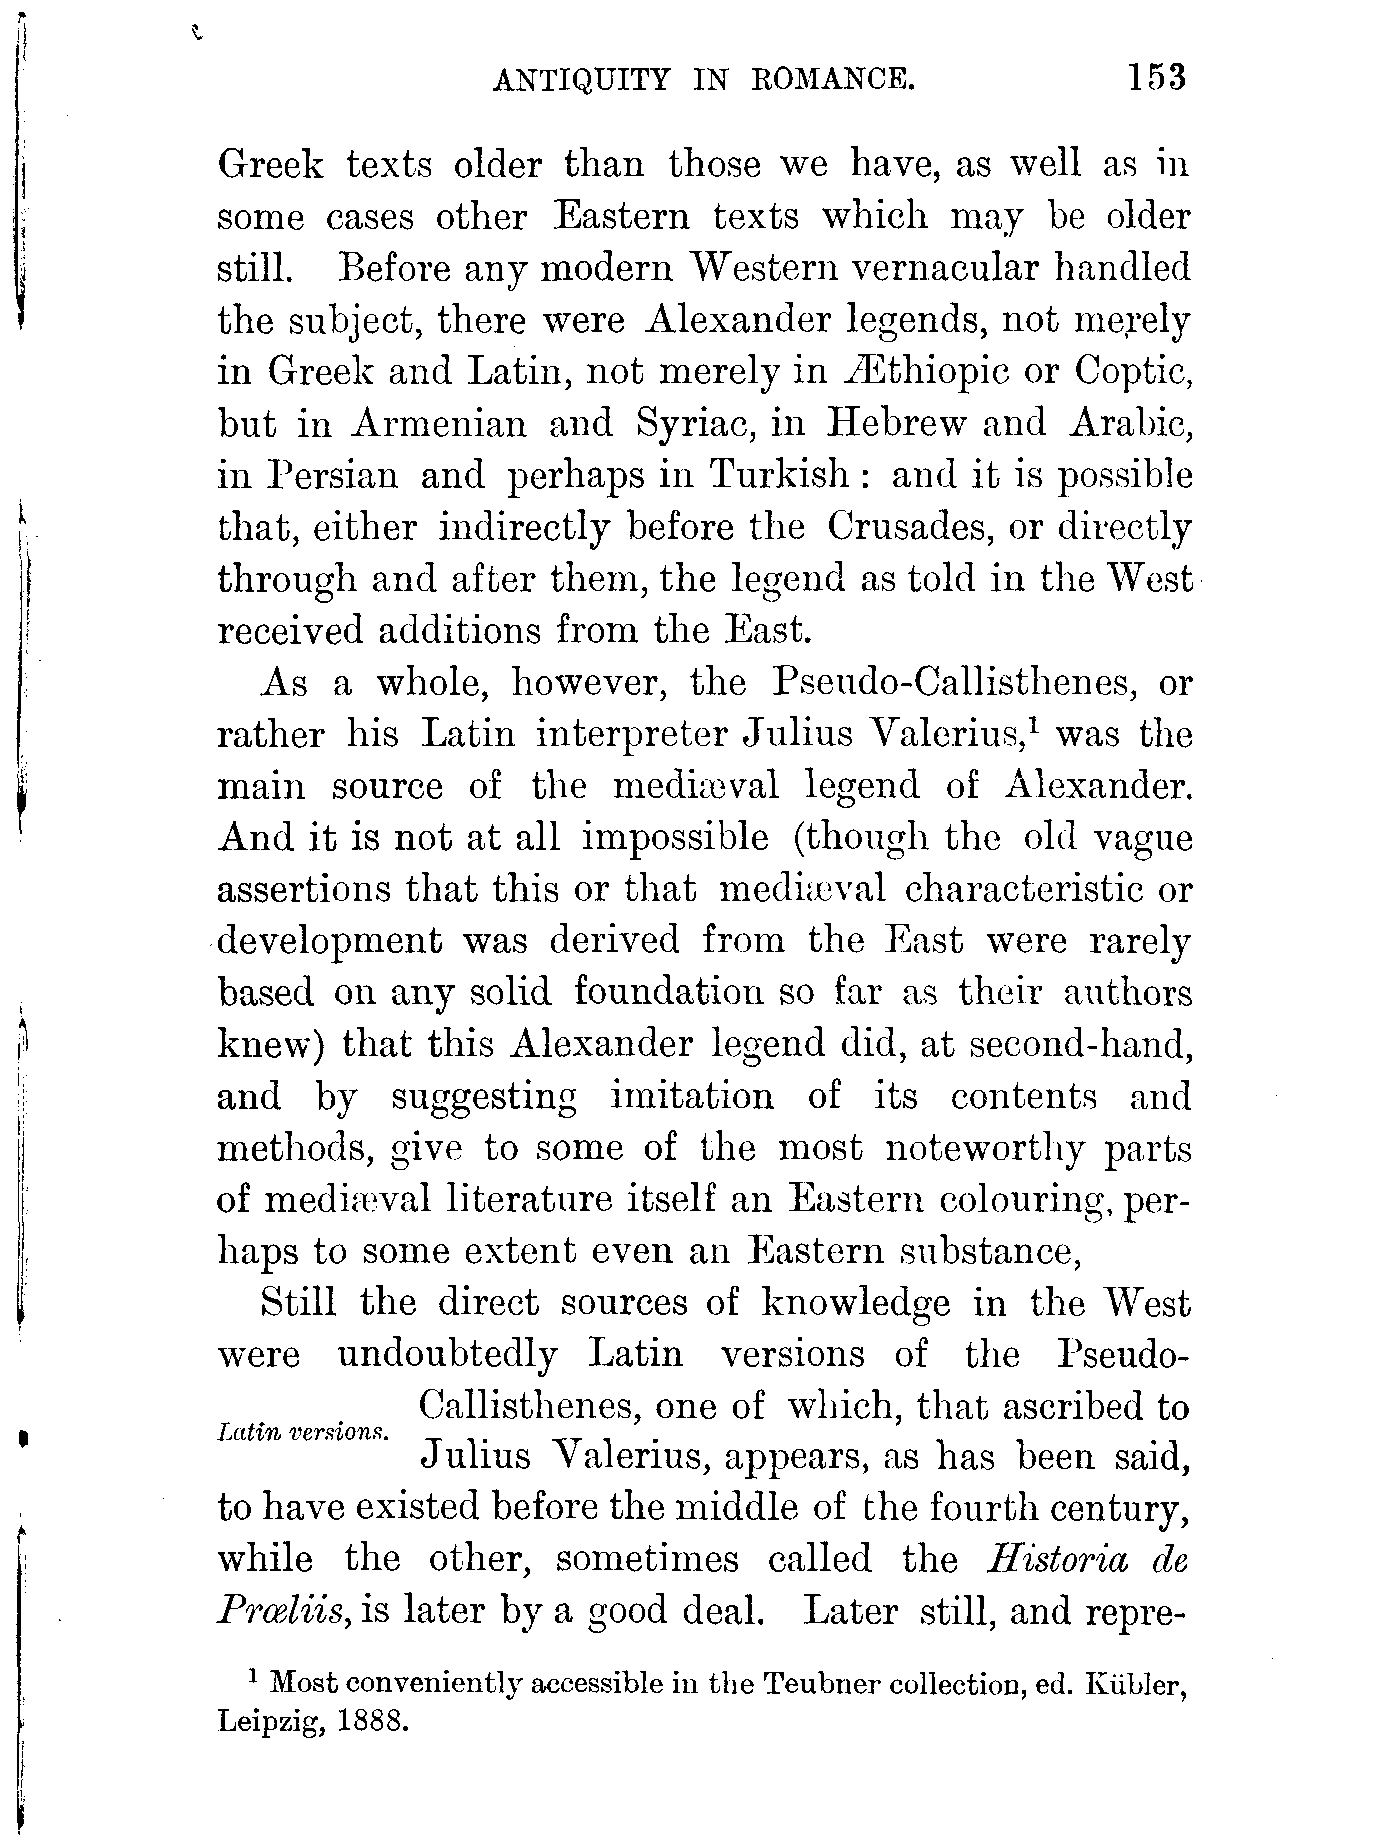 ANTIQUITY IN ROMANCE. 153
Greek texts older than those we have, as well as in
some cases other Eastern texts which may be older
still. Before any modern Western vernacular handled
the subject, there were Alexander legends, not merely
in Greek and Latin, not merely in Æthiopic or Coptic,
but in Armenian and Syriac, in Hebrew and Arabic,
in Persian and perhaps in Turkish : and it is possible
that, either indirectly before the Crusades, or directly
through and after them, the legend as told in the West
received additions from the East.
As a whole, however, the Pseudo-Callisthenes, or
rather his Latin interpreter Julius Valerius,¹ was the
main source of the mediæval legend of Alexander.
And it is not at all impossible (though the old vague
assertions that this or that mediæval characteristic or
development was derived from the East were rarely
based on any solid foundation so far as their authors
knew) that this Alexander legend did, at second-hand,
and by suggesting imitation of its contents and
methods, give to some of the most noteworthy parts
of mediæval literature itself an Eastern colouring, per-
haps to some extent even an Eastern substance,
Still the direct sources of knowledge in the West
were undoubtedly Latin versions of the Pseudo-
Callisthenes, one of which, that ascribed to
Latin versions.
Julius Valerius, appears, as has been said,
to have existed before the middle of the fourth century,
while the other, sometimes called the Historia de
Prœliis, is later by a good deal. Later still, and repre-
¹ Most conveniently accessible in the Teubner collection, ed. Kübler,
Leipzig, 1888.